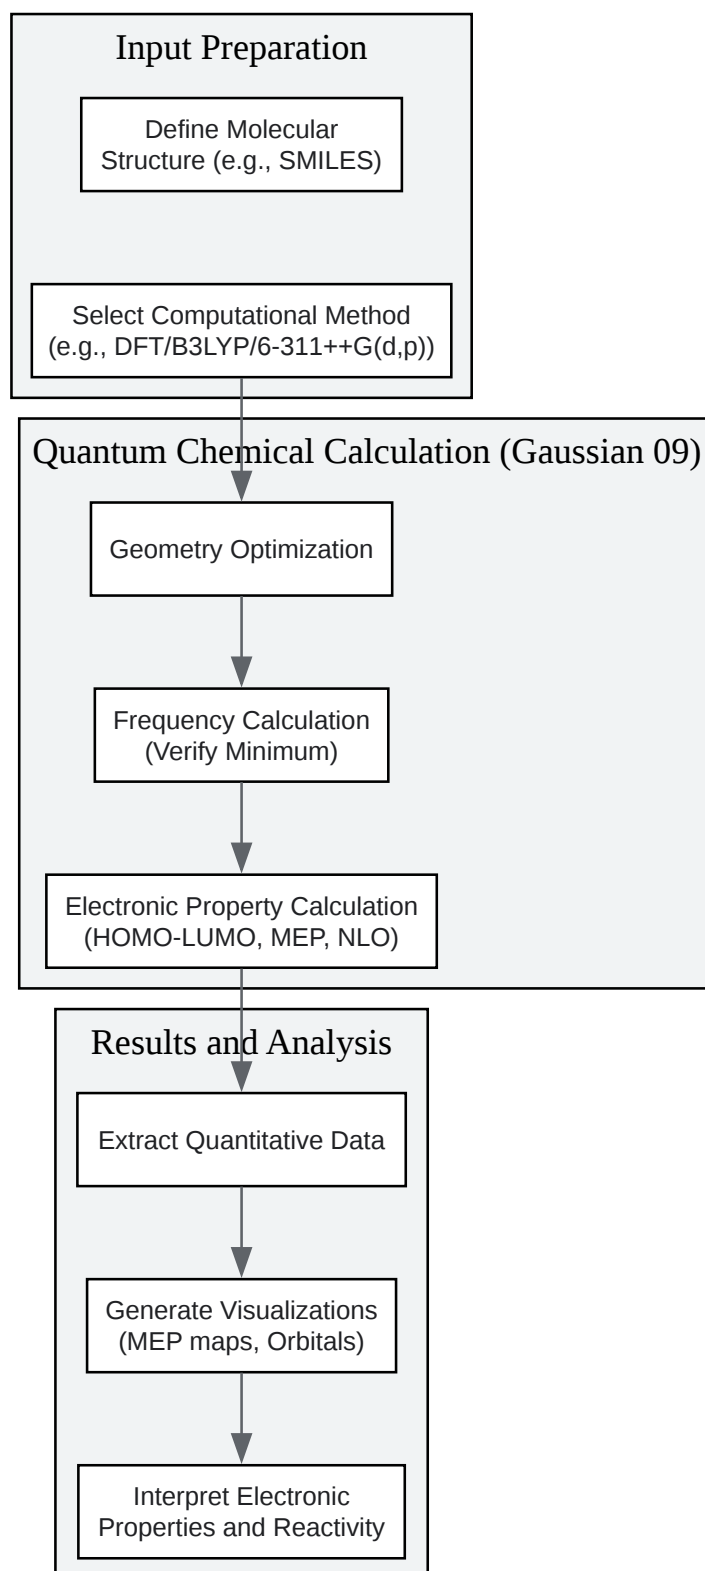 Input Preparation
Define Molecular
Structure (e.g., SMILES)
Select Computational Method
(e.g., DFT/B3LYP/6-311++G(d,p))
Quantum Chemical Calculation (Gaussian 09)
Geometry Optimization
Frequency Calculation
(Verify Minimum)
Electronic Property Calculation
(HOMO-LUMO, MEP, NLO)
Results and Analysis
Extract Quantitative Data
Generate Visualizations
(MEP maps, Orbitals)
Interpret Electronic
Properties and Reactivity